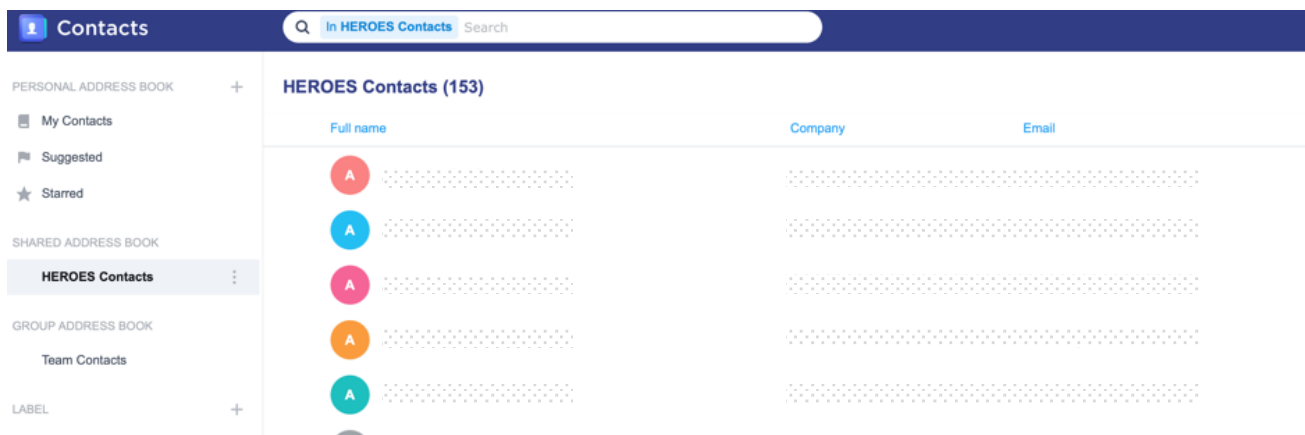 Contacts
In HEROES Contacts Search
PERSONAL ADDRESS BOOK +
My Contacts
Suggested
Starred
SHARED ADDRESS BOOK
HEROES Contacts
GROUP ADDRESS BOOK
Team Contacts
LABEL +
HEROES Contacts (153)
Full name Company Email
A
A
A
A
A